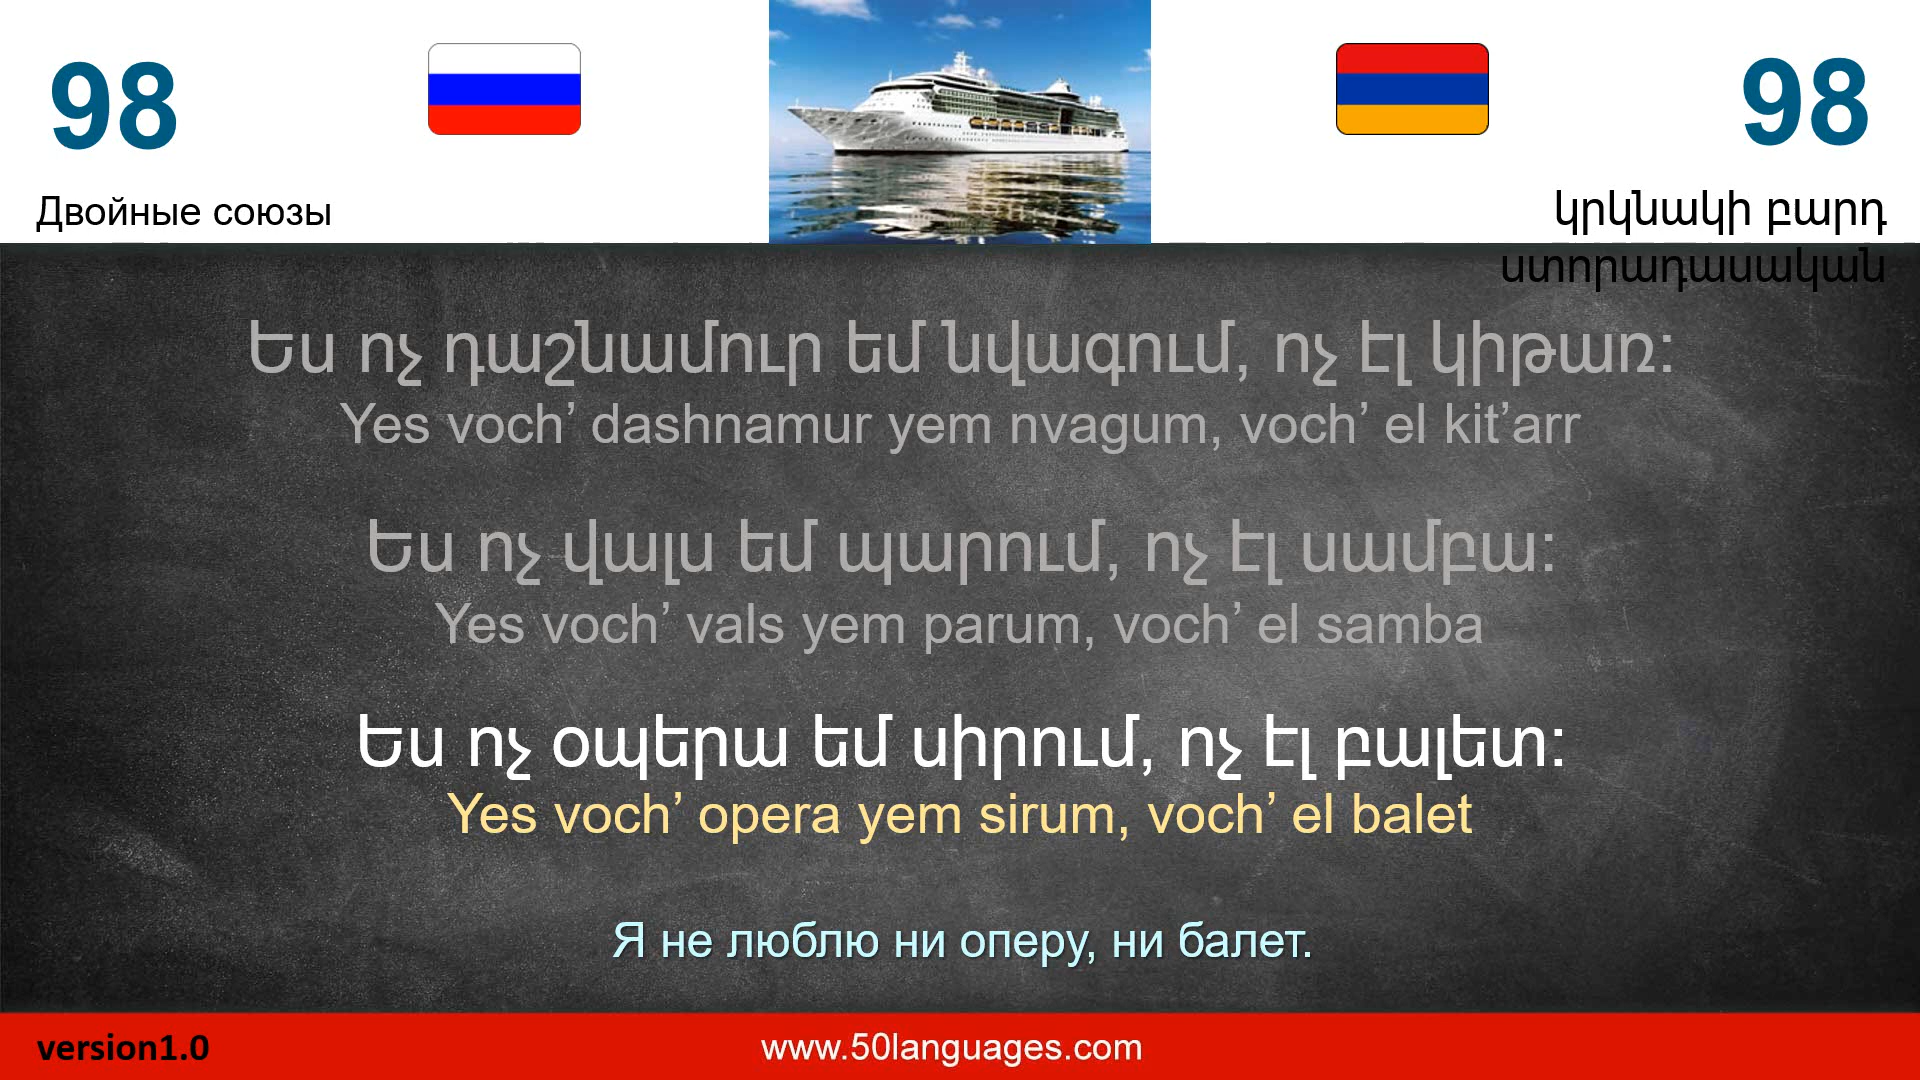 98
98
Двойные союзы
կրկնակի բարդ
ստորադասական
Ես ոչ դաշնամուր եմ նվագում, ոչ էլ կիթառ:
Yes voch’ dashnamur yem nvagum, voch’ el kit’arr
Ես ոչ վալս եմ պարում, ոչ էլ սամբա:
Yes voch’ vals yem parum, voch’ el samba
Ես ոչ օպերա եմ սիրում, ոչ էլ բալետ:
Yes voch’ opera yem sirum, voch’ el balet
Я не люблю ни оперу, ни балет.
version1.0
www.50languages.com